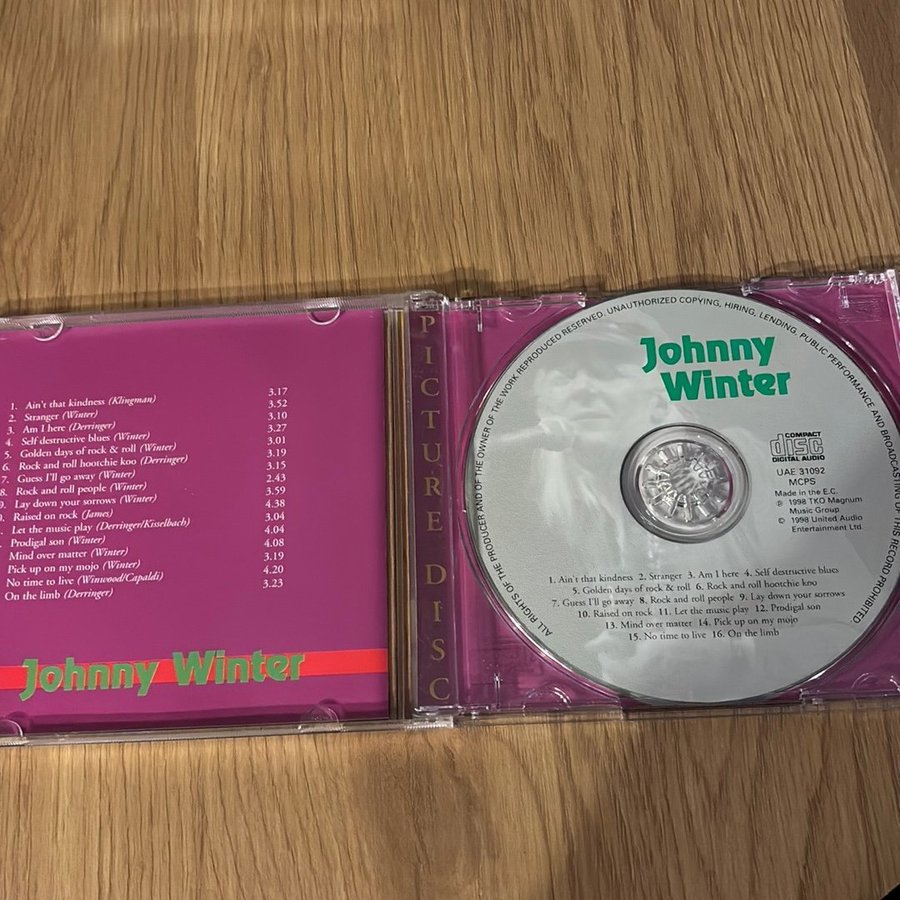 1. Ain't that kindness (Klingman) 3.17
2. Stranger (Winter) 3.52
3. Am I here (Derringer) 3.10
4. Self destructive blues (Winter) 3.27
5. Golden days of rock & roll (Winter) 3.01
6. Rock and roll hootchie koo (Derringer) 3.19
7. Guess I'll go away (Winter) 3.15
8. Rock and roll people (Winter) 2.43
Lay down your sorrows (Winter) 3.59
Raised on rock (James) 4.38
Let the music play (Derringer/Kisselbach) 3.04
Prodigal son (Winter) 4.04
Mind over matter (Winter) 4.08
Pick up on my mojo (Winter) 3.19
No time to live (Winwood/Capaldi) 4.20
On the limb (Derringer) 3.23
Johnny Winter
PICTURE DISC
ALL RIGHTS OF THE PRODUCER AND OF THE OWNER OF THE WORK REPRODUCED RESERVED. UNAUTHORIZED COPYING, HIRING, LENDING, PUBLIC PERFORMANCE AND BROADCASTING OF THIS RECORD PROHIBITED.
Johnny
Winter
COMPACT
disc
DIGITAL AUDIO
UAE 31092
MCPS
Made in the E.C.
℗ 1998 TKO Magnum
Music Group
© 1998 United Audio
Entertainment Ltd.
1. Ain't that kindness 2. Stranger 3. Am I here 4. Self destructive blues
5. Golden days of rock & roll 6. Rock and roll hootchie koo
7. Guess I'll go away 8. Rock and roll people 9. Lay down your sorrows
10. Raised on rock 11. Let the music play 12. Prodigal son
13. Mind over matter 14. Pick up on my mojo
15. No time to live 16. On the limb